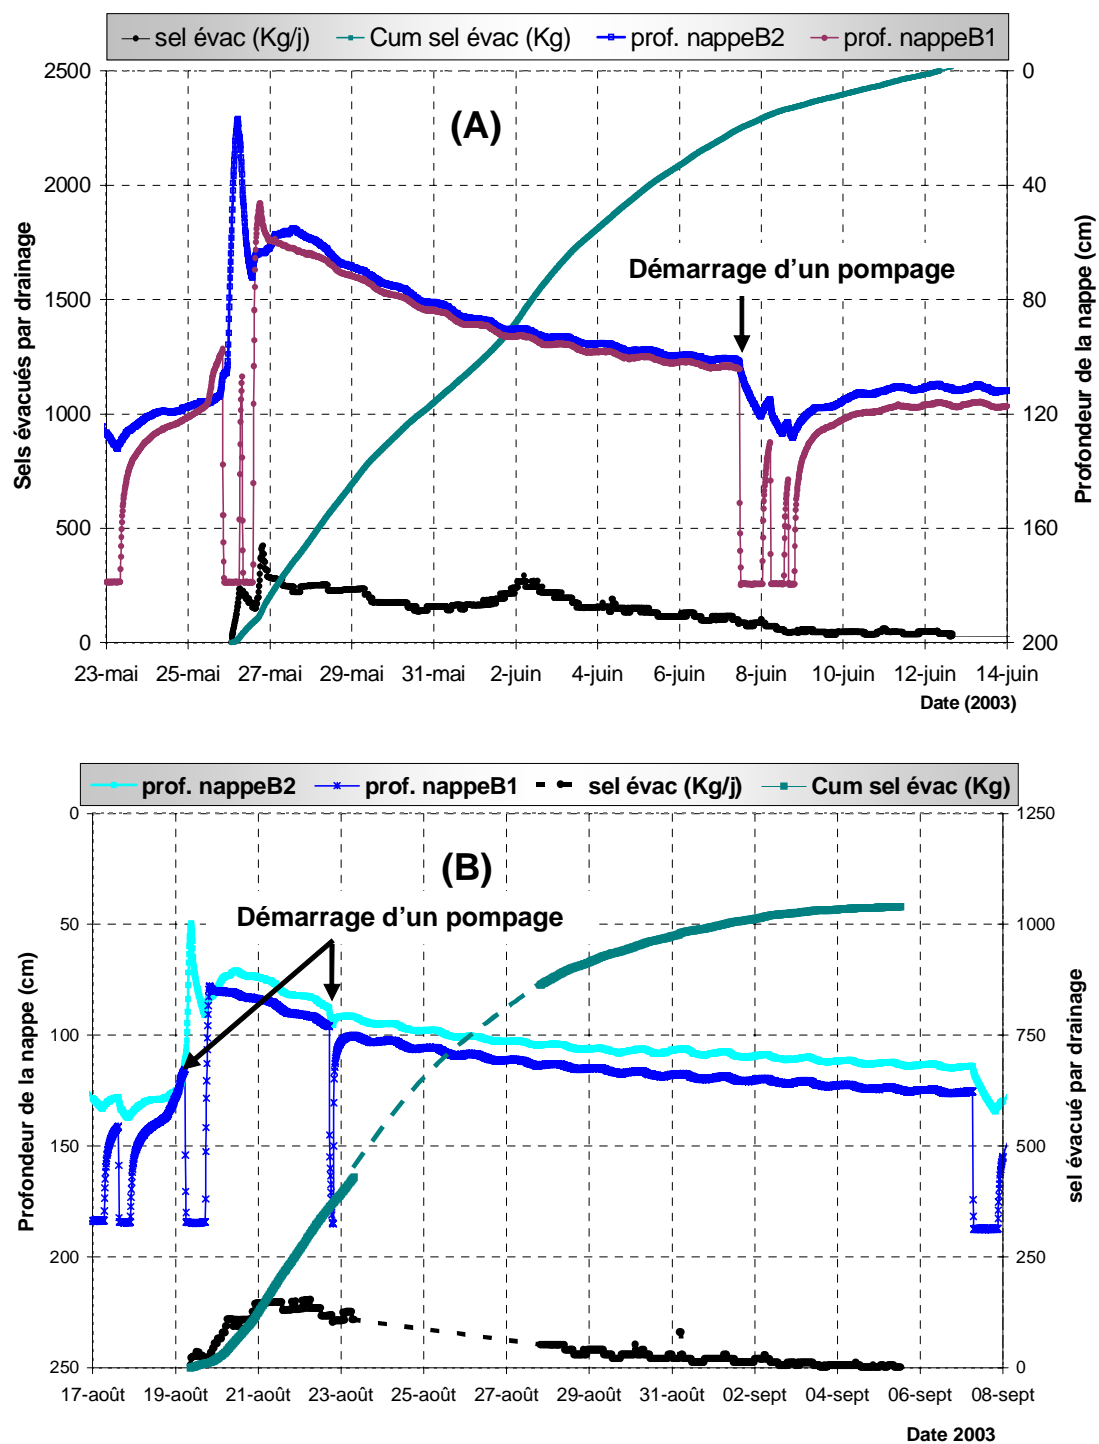 sel évac (Kg/j) Cum sel évac (Kg) prof. nappeB2 prof. nappeB1
(A)
Démarrage d'un pompage
Sels évacués par drainage
2500
2000
1500
1000
500
0
Profondeur de la nappe (cm)
0
40
80
120
160
200
23-mai 25-mai 27-mai 29-mai 31-mai 2-juin 4-juin 6-juin 8-juin 10-juin 12-juin 14-juin
Date (2003)
prof. nappeB2 prof. nappeB1 sel évac (Kg/j) Cum sel évac (Kg)
(B)
Démarrage d'un pompage
Profondeur de la nappe (cm)
0
50
100
150
200
250
sel évacué par drainage
1250
1000
750
500
250
0
17-août 19-août 21-août 23-août 25-août 27-août 29-août 31-août 02-sept 04-sept 06-sept 08-sept
Date 2003